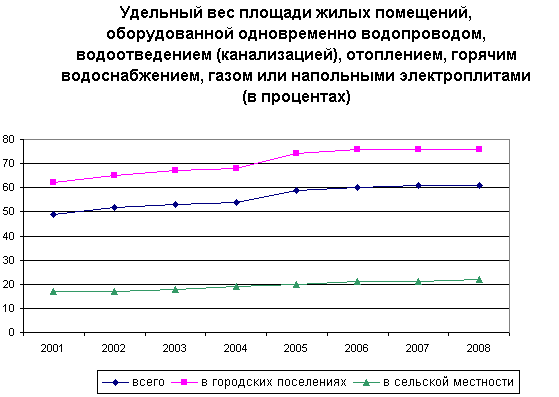 Удельный вес площади жилых помещений,
оборудованной одновременно водопроводом,
водоотведением (канализацией), отоплением, горячим
водоснабжением, газом или напольными электроплитами
(в процентах)
80
70
60
50
40
30
20
10
0
2001 2002 2003 2004 2005 2006 2007 2008
всего в городских поселениях в сельской местности